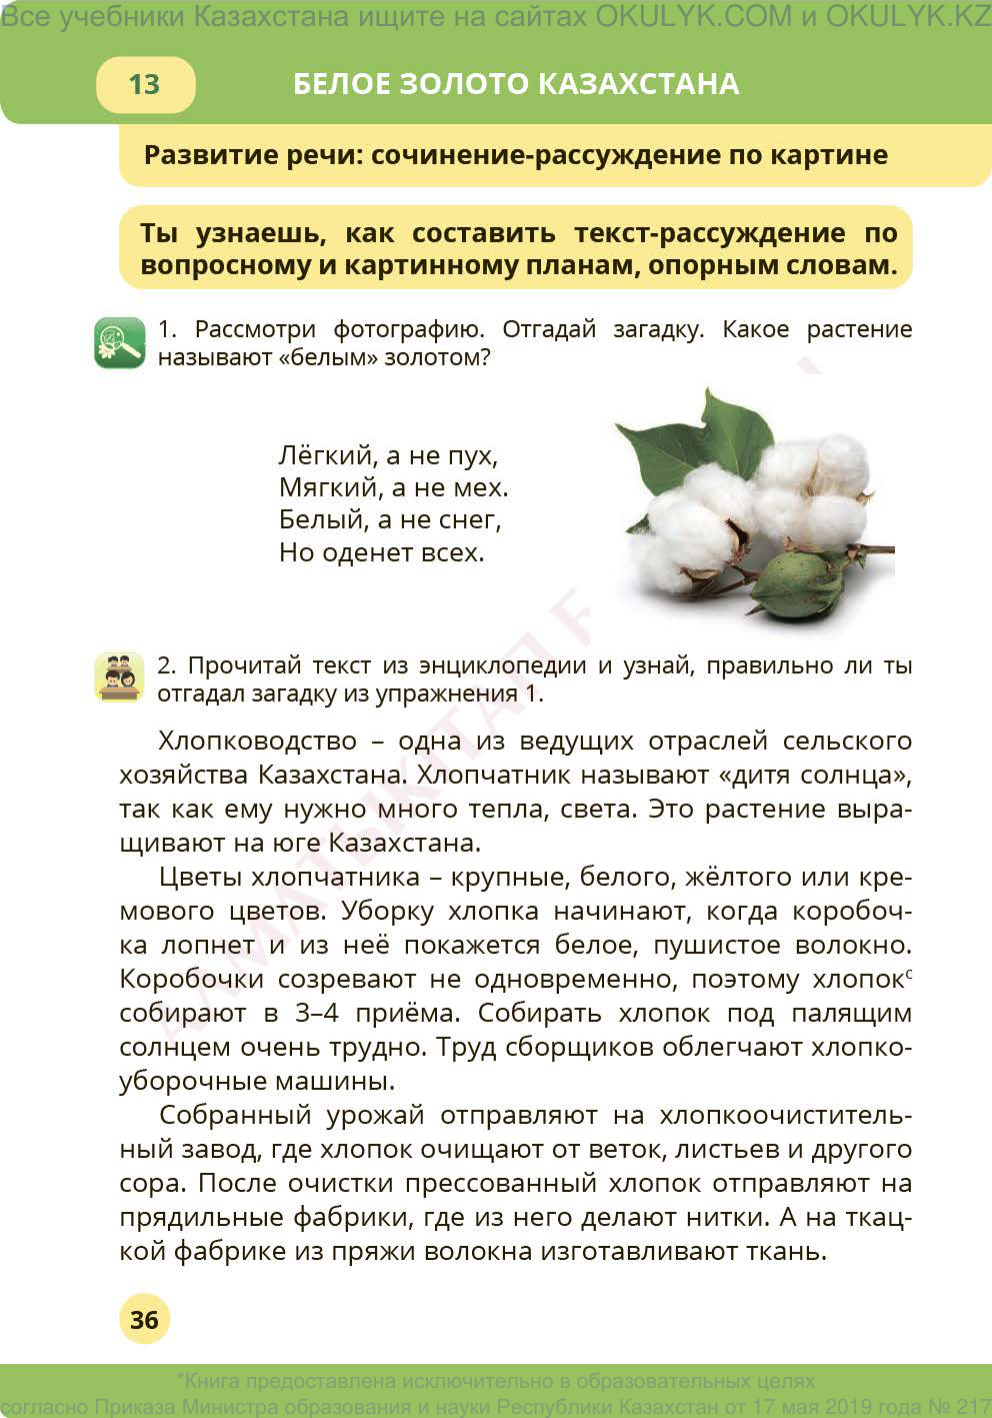 Все учебники Казахстана ищите на сайтах OKULYK.COM и OKULYK.KZ
13
БЕЛОЕ ЗОЛОТО КАЗАХСТАНА
Развитие речи: сочинение-рассуждение по картине
Ты узнаешь, как составить текст-рассуждение по
вопросному и картинному планам, опорным словам.
1. Рассмотри фотографию. Отгадай загадку. Какое растение
называют «белым» золотом?
Лёгкий, а не пух,
Мягкий, а не мех.
Белый, а не снег,
Но оденет всех.
2. Прочитай текст из энциклопедии и узнай, правильно ли ты
отгадал загадку из упражнения 1.
Хлопководство – одна из ведущих отраслей сельского
хозяйства Казахстана. Хлопчатник называют «дитя солнца»,
так как ему нужно много тепла, света. Это растение выра-
щивают на юге Казахстана.
Цветы хлопчатника – крупные, белого, жёлтого или кре-
мового цветов. Уборку хлопка начинают, когда коробоч-
ка лопнет и из неё покажется белое, пушистое волокно.
Коробочки созревают не одновременно, поэтому хлопокᶜ
собирают в 3–4 приёма. Собирать хлопок под палящим
солнцем очень трудно. Труд сборщиков облегчают хлопко-
уборочные машины.
Собранный урожай отправляют на хлопкоочиститель-
ный завод, где хлопок очищают от веток, листьев и другого
сора. После очистки прессованный хлопок отправляют на
прядильные фабрики, где из него делают нитки. А на ткац-
кой фабрике из пряжи волокна изготавливают ткань.
36
*Книга предоставлена исключительно в образовательных целях
согласно Приказа Министра образования и науки Республики Казахстан от 17 мая 2019 года № 217